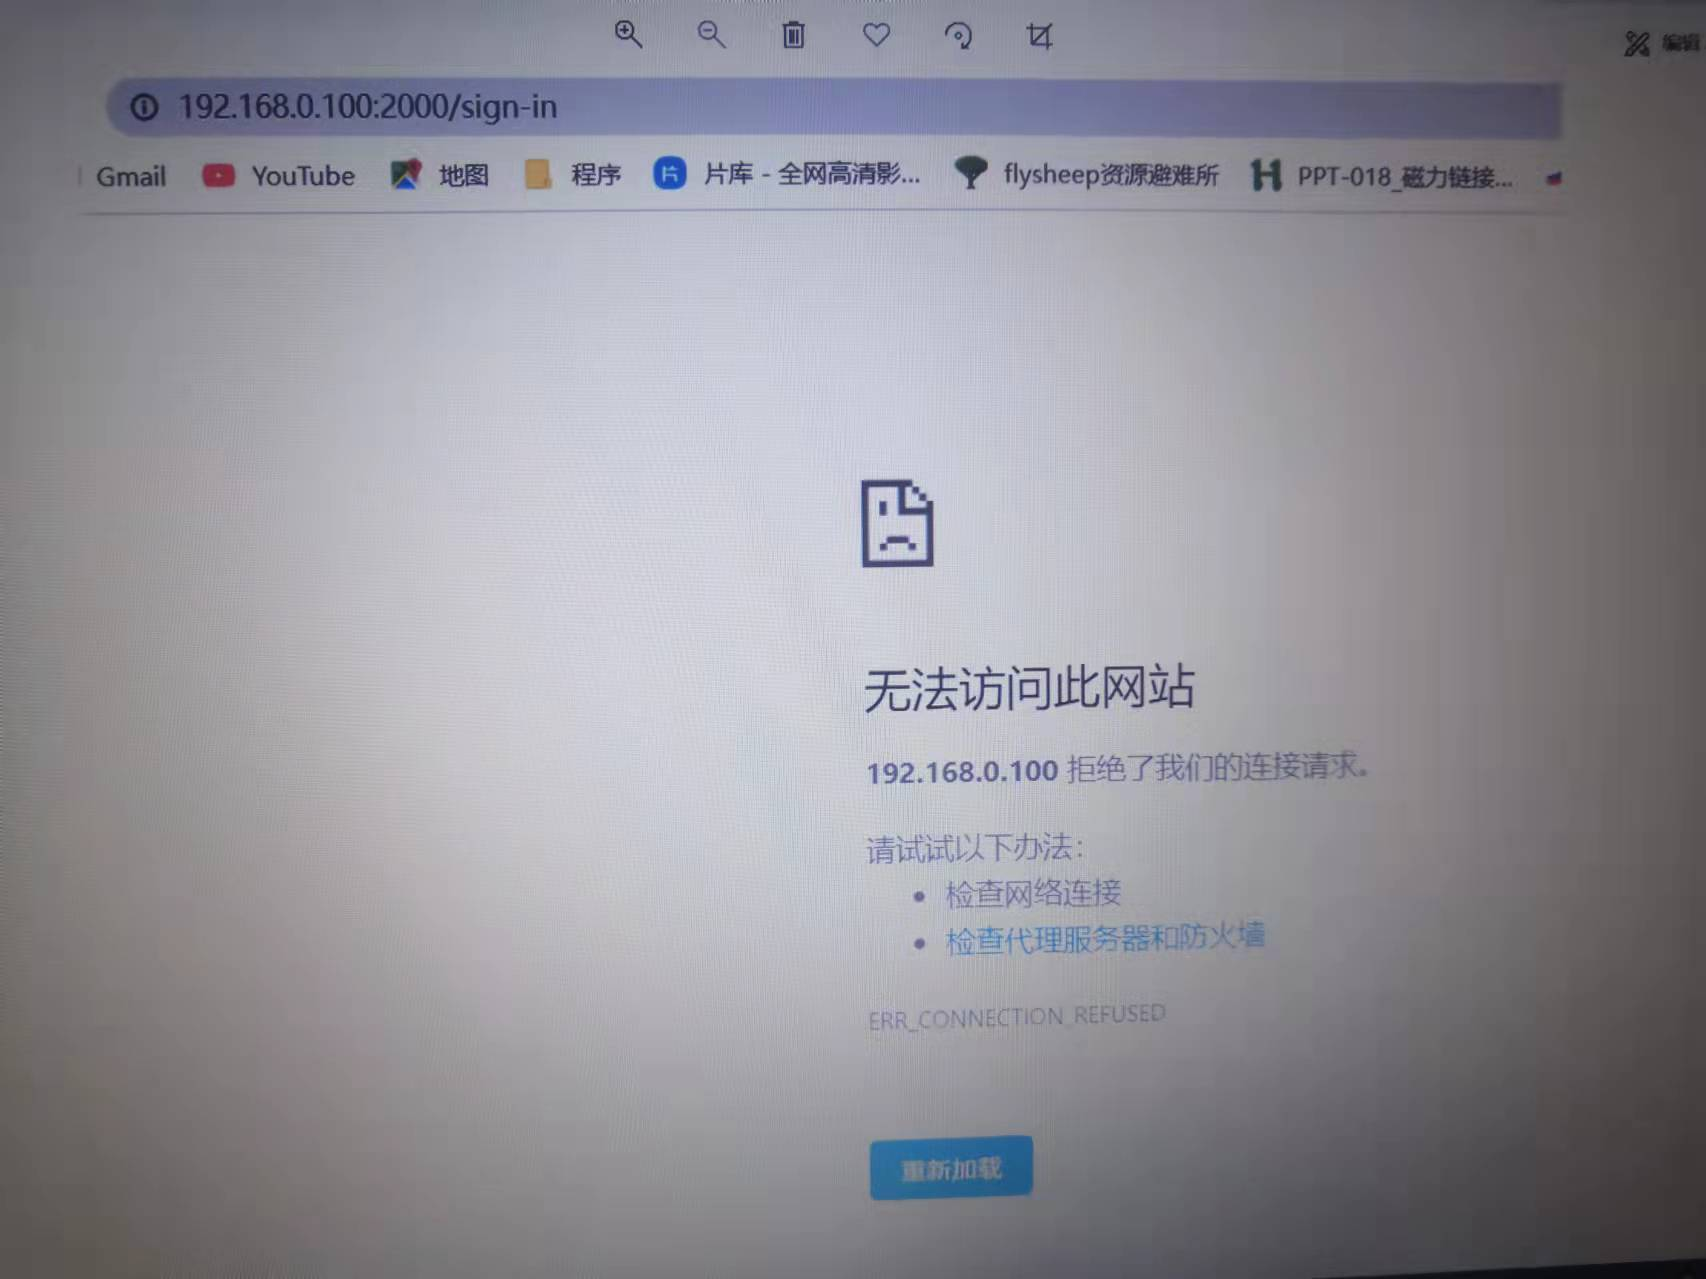 编辑
192.168.0.100:2000/sign-in
Gmail YouTube 地图 程序 片库 - 全网高清影... flysheep资源避难所 PPT-018_磁力链接...
无法访问此网站
192.168.0.100 拒绝了我们的连接请求。
请试试以下办法：
• 检查网络连接
• 检查代理服务器和防火墙
ERR_CONNECTION_REFUSED
重新加载